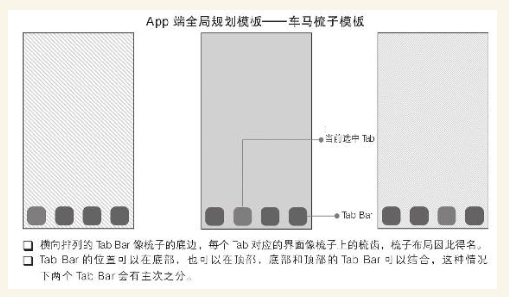 App 端全局规划模板——车马梳子模板
当前选中 Tab
Tab Bar
横向排列的 Tab Bar 像梳子的底边，每个 Tab 对应的界面像梳子上的梳齿，梳子布局因此得名。
Tab Bar 的位置可以在底部，也可以在顶部，底部和顶部的 Tab Bar 可以结合，这种情况
下两个 Tab Bar 会有主次之分。